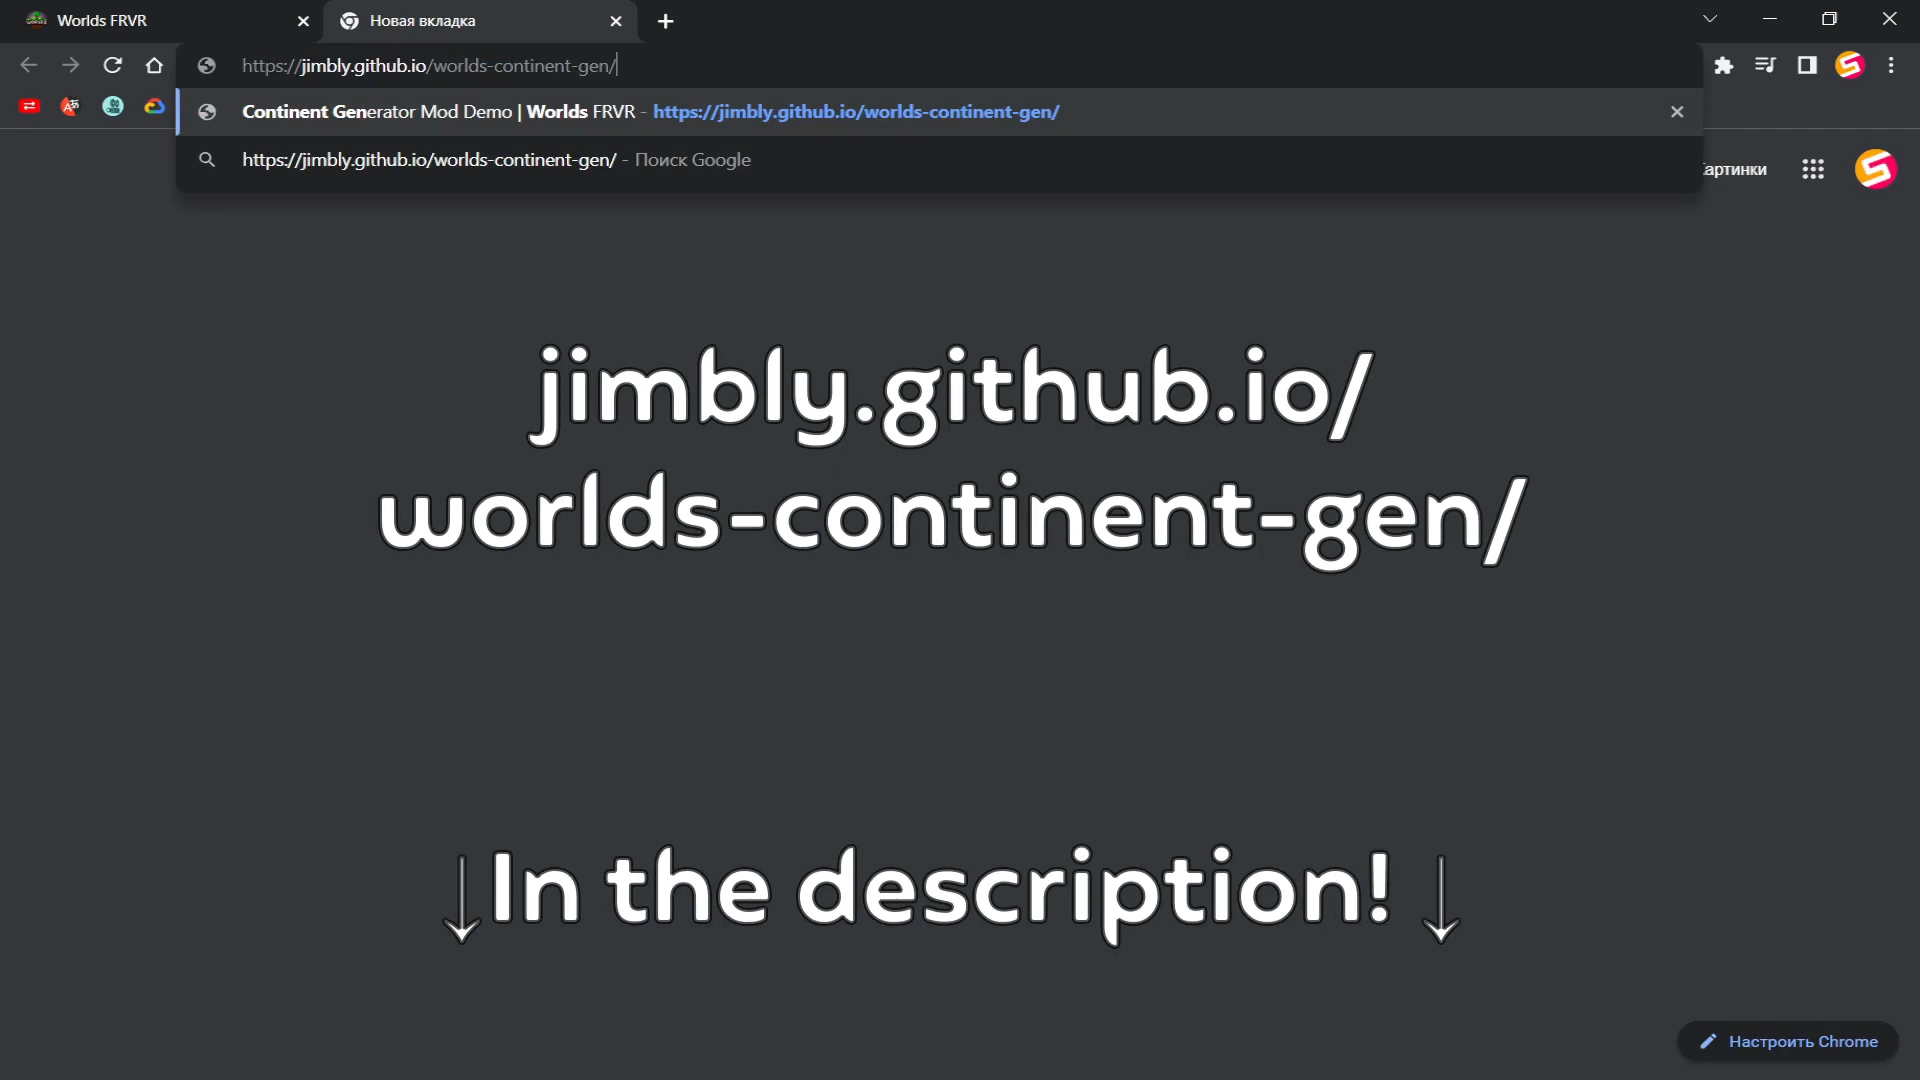 Worlds FRVR
Новая вкладка
https://jimbly.github.io/worlds-continent-gen/
Continent Generator Mod Demo | Worlds FRVR - https://jimbly.github.io/worlds-continent-gen/
https://jimbly.github.io/worlds-continent-gen/ - Поиск Google
артинки
jimbly.github.io/
worlds-continent-gen/
↓In the description! ↓
Настроить Chrome